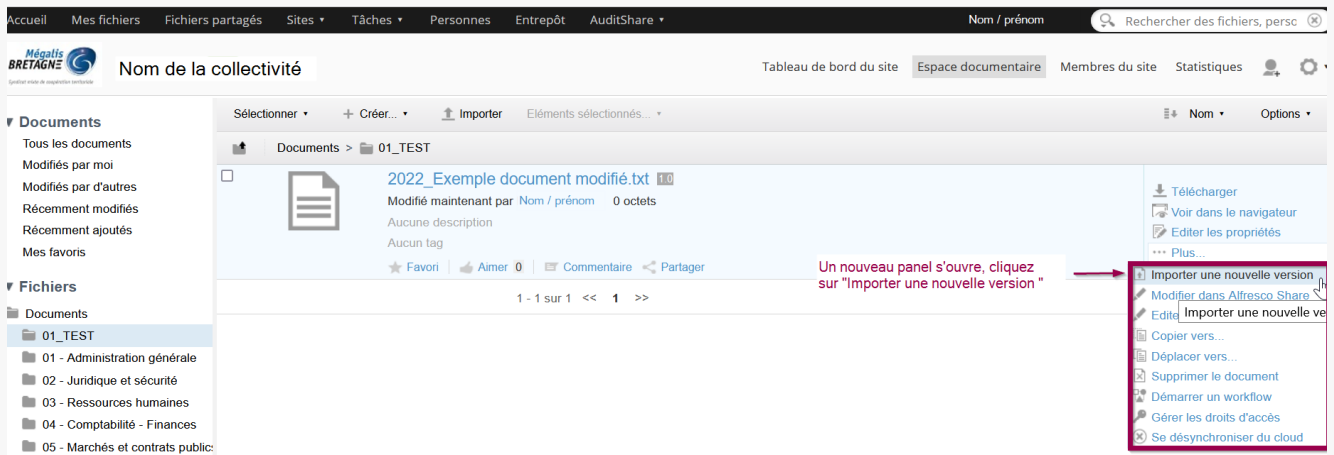 Accueil Mes fichiers Fichiers partagés Sites Tâches Personnes Entrepôt AuditShare Nom / prénom Rechercher des fichiers, persc
Mégalis
BRETAGNE
Nom de la collectivité Tableau de bord du site Espace documentaire Membres du site Statistiques
Documents
Tous les documents
Modifiés par moi
Modifiés par d'autres
Récemment modifiés
Récemment ajoutés
Mes favoris
Fichiers
Documents
01_TEST
01 - Administration générale
02 - Juridique et sécurité
03 - Ressources humaines
04 - Comptabilité - Finances
05 - Marchés et contrats publics
Sélectionner + Créer... Importer Eléments sélectionnés... Nom Options
Documents > 01_TEST
2022_Exemple document modifié.txt 1.0
Modifié maintenant par Nom / prénom 0 octets
Aucune description
Aucun tag
Favori Aimer 0 Commentaire Partager
1 - 1 sur 1 << 1 >>
Un nouveau panel s'ouvre, cliquez
sur "Importer une nouvelle version "
Télécharger
Voir dans le navigateur
Editer les propriétés
Plus...
Importer une nouvelle version
Modifier dans Alfresco Share
Edite
Importer une nouvelle ve
Copier vers...
Déplacer vers...
Supprimer le document
Démarrer un workflow
Gérer les droits d'accès
Se désynchroniser du cloud